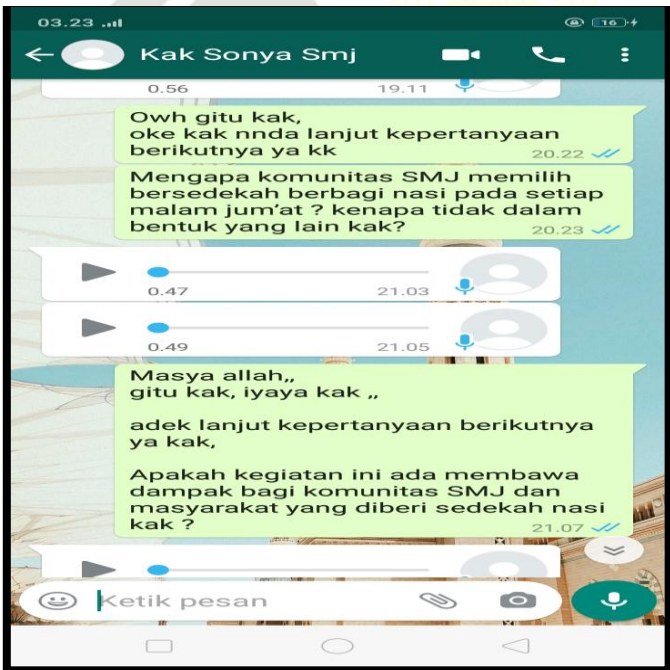 03.23
16
Kak Sonya Smj
0.56 19.11
Owh gitu kak,
oke kak nnda lanjut kepertanyaan
berikutnya ya kk
20.22
Mengapa komunitas SMJ memilih
bersedekah berbagi nasi pada setiap
malam jum'at ? kenapa tidak dalam
bentuk yang lain kak?
20.23
0.47 21.03
0.49 21.05
Masya allah,,
gitu kak, iyaya kak ,,
adek lanjut kepertanyaan berikutnya
ya kak,
Apakah kegiatan ini ada membawa
dampak bagi komunitas SMJ dan
masyarakat yang diberi sedekah nasi
kak ?
21.07
Ketik pesan